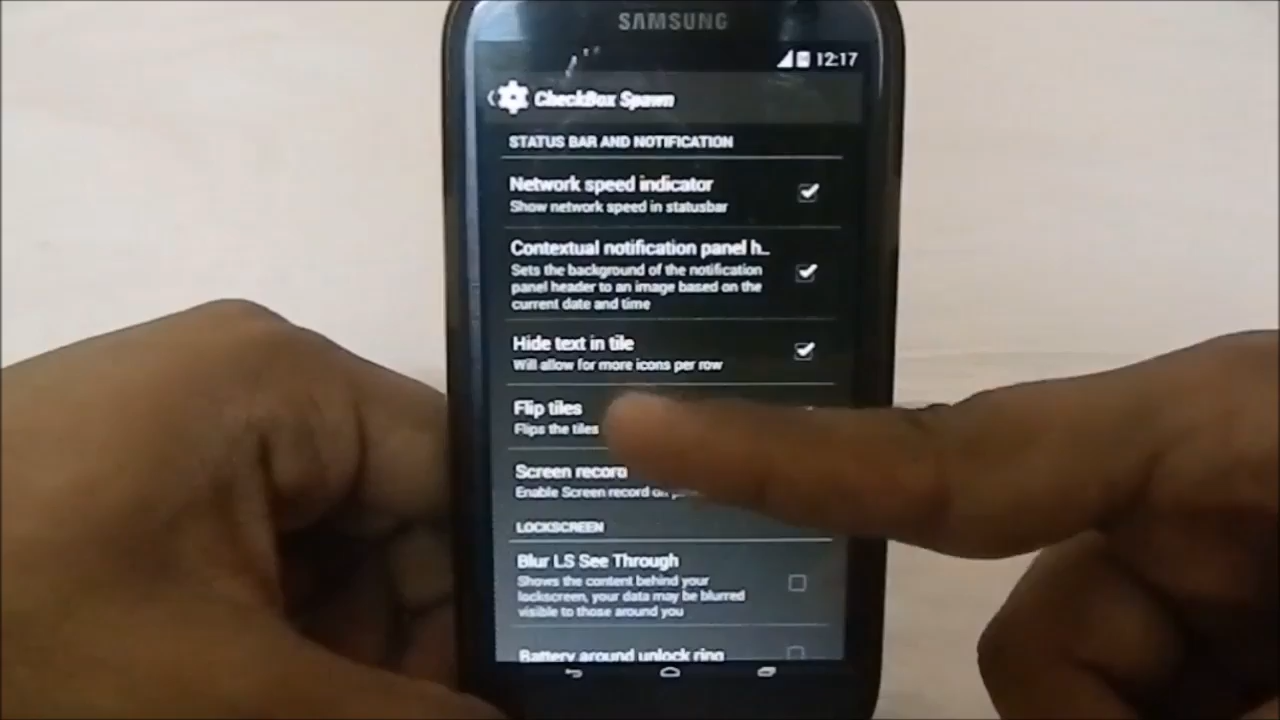 SAMSUNG
12:17
CheckBox Spawn
STATUS BAR AND NOTIFICATION
Network speed indicator
Show network speed in statusbar
Contextual notification panel h..
Sets the background of the notification
panel header to an image based on the
current date and time
Hide text in tile
Will allow for more icons per row
Flip tiles
Flips the tiles
Screen record
Enable Screen record on
LOCKSCREEN
Blur LS See Through
Shows the content behind your
lockscreen, your data may be blurred
visible to those around you
Battery around unlock ring